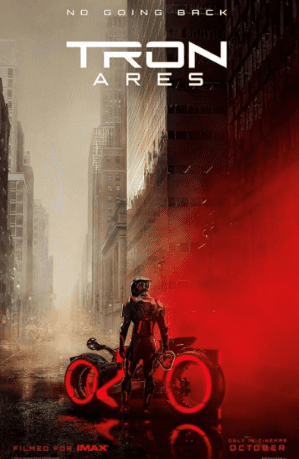 NO GOING BACK
TRON
ARES
FILMED FOR IMAX
ONLY IN CINEMAS
OCTOBER